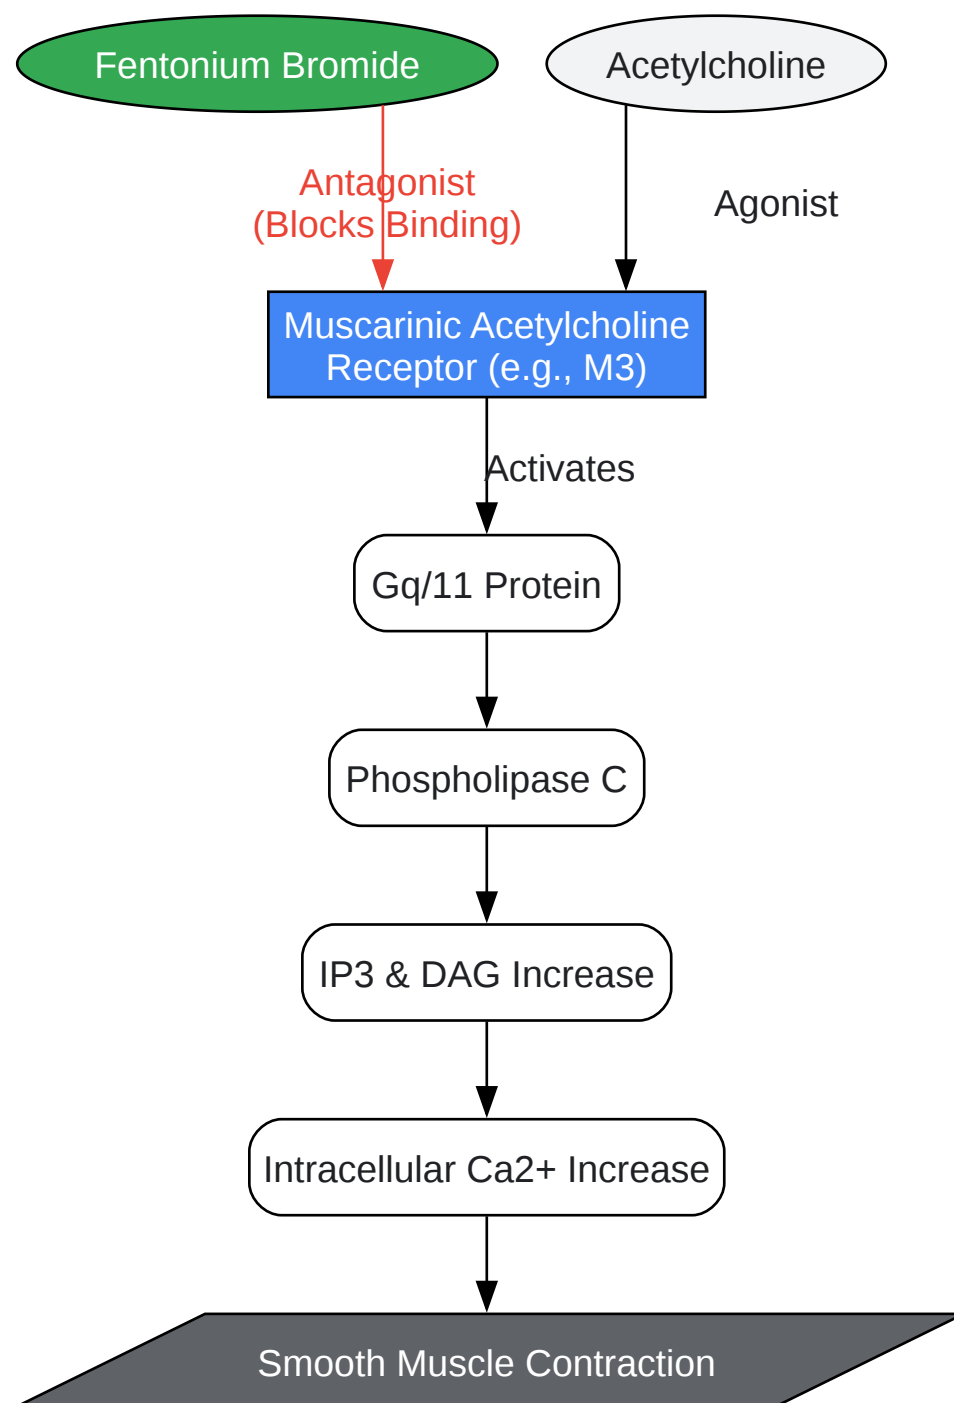 Fentonium Bromide
Acetylcholine
Antagonist
(Blocks Binding)
Agonist
Muscarinic Acetylcholine
Receptor (e.g., M3)
Activates
Gq/11 Protein
Phospholipase C
IP3 & DAG Increase
Intracellular Ca2+ Increase
Smooth Muscle Contraction